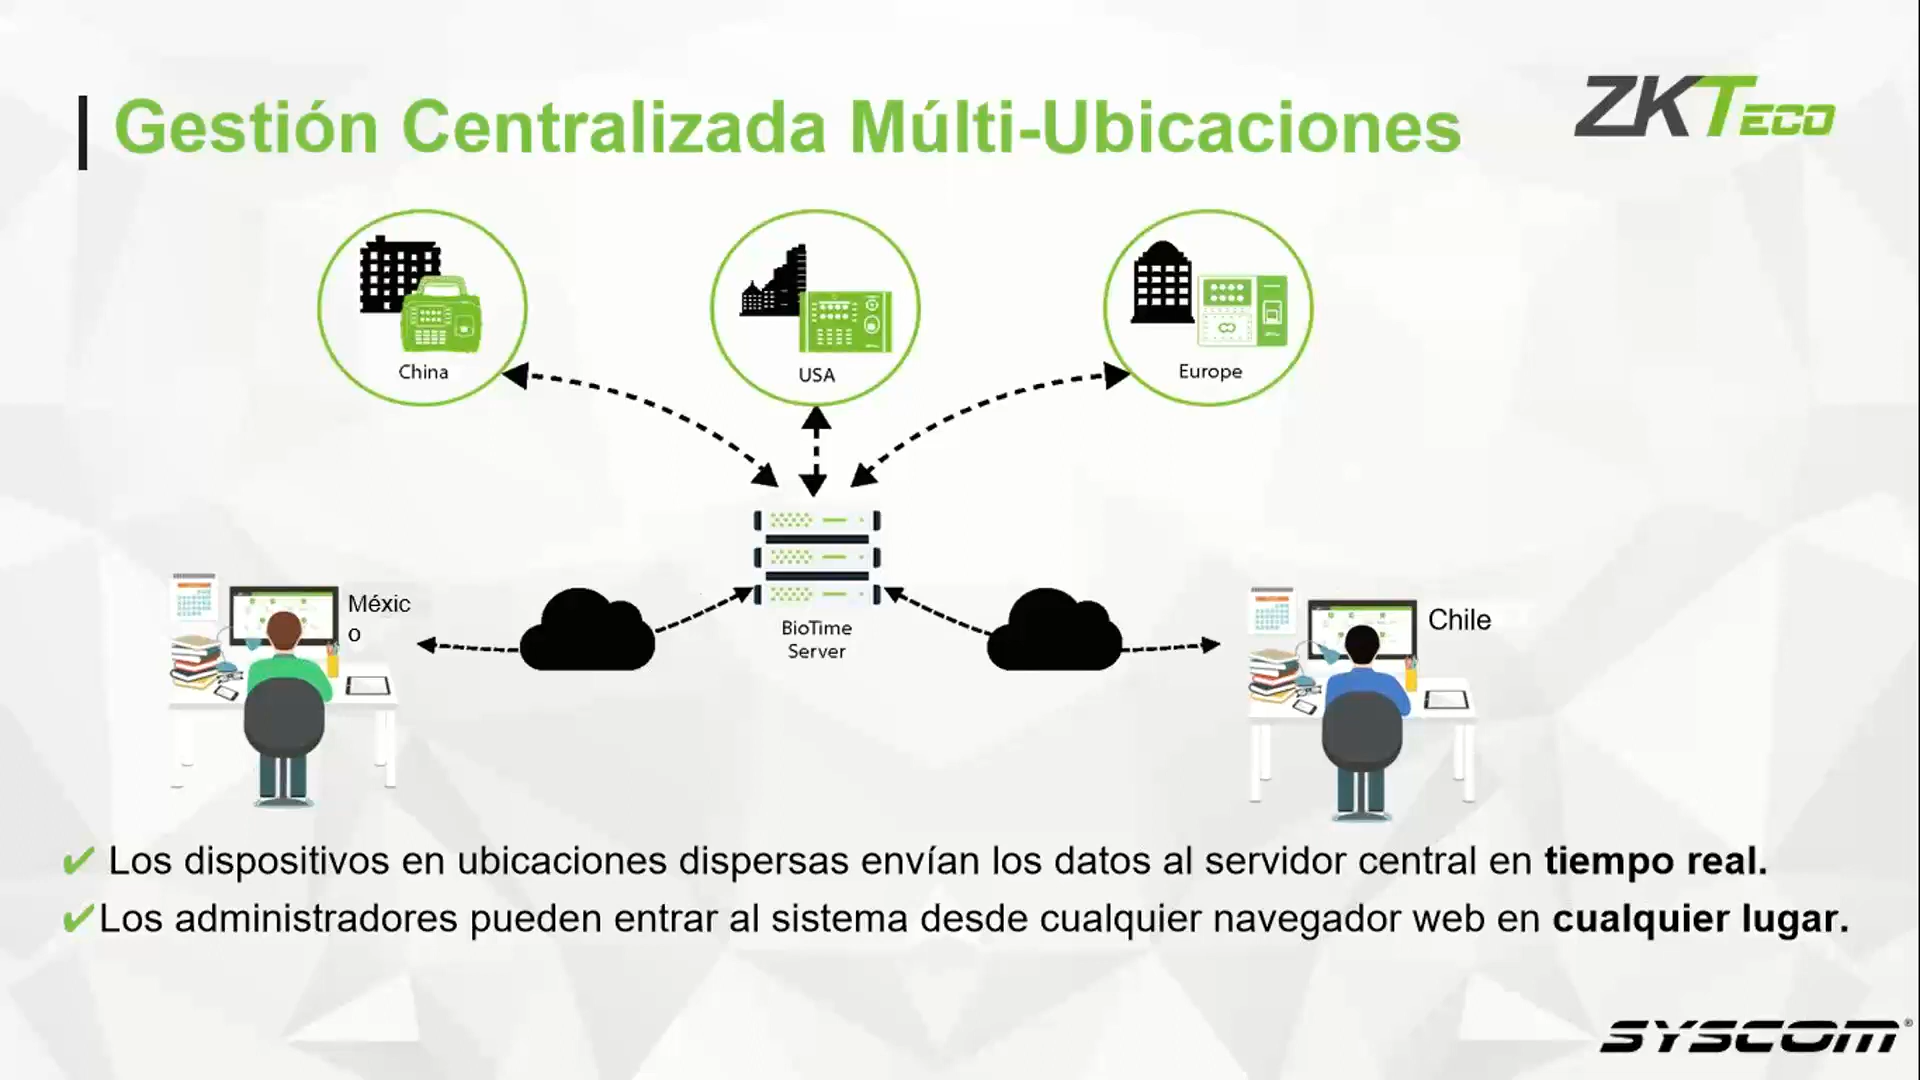 Gestión Centralizada Múlti-Ubicaciones
ZKTECO
China
USA
Europe
Méxic
o
BioTime
Server
Chile
✔ Los dispositivos en ubicaciones dispersas envían los datos al servidor central en tiempo real.
✔Los administradores pueden entrar al sistema desde cualquier navegador web en cualquier lugar.
SYSCOM®